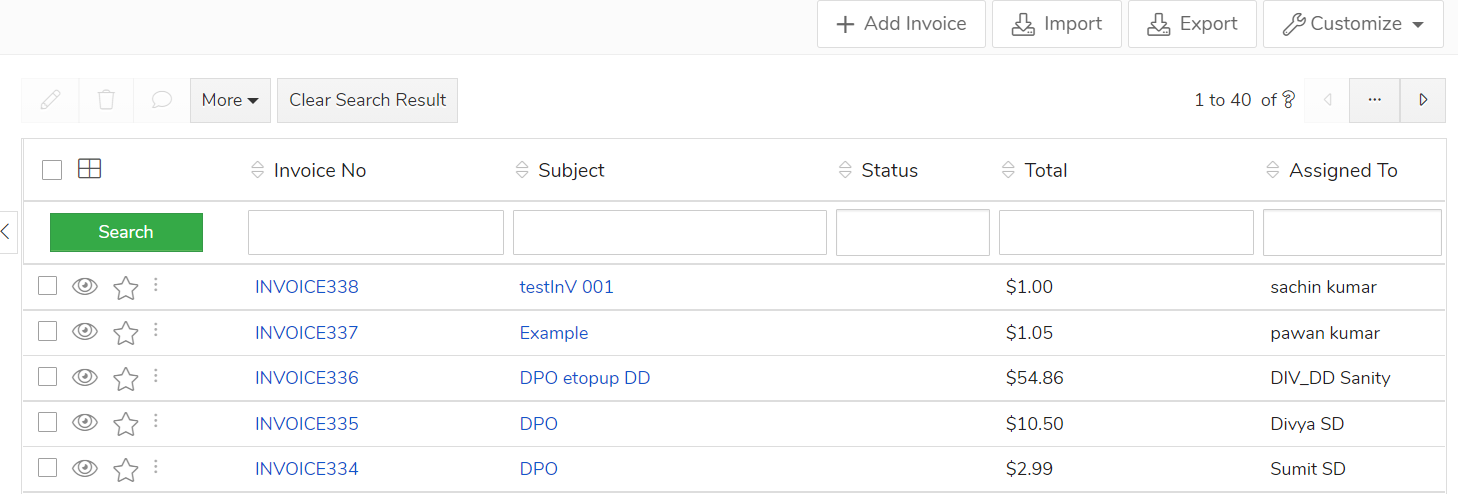 Add Invoice Import Export Customize
More Clear Search Result 1 to 40 of ? ...
Invoice No Subject Status Total Assigned To
Search
INVOICE338 testInV 001 $1.00 sachin kumar
INVOICE337 Example $1.05 pawan kumar
INVOICE336 DPO etopup DD $54.86 DIV_DD Sanity
INVOICE335 DPO $10.50 Divya SD
INVOICE334 DPO $2.99 Sumit SD